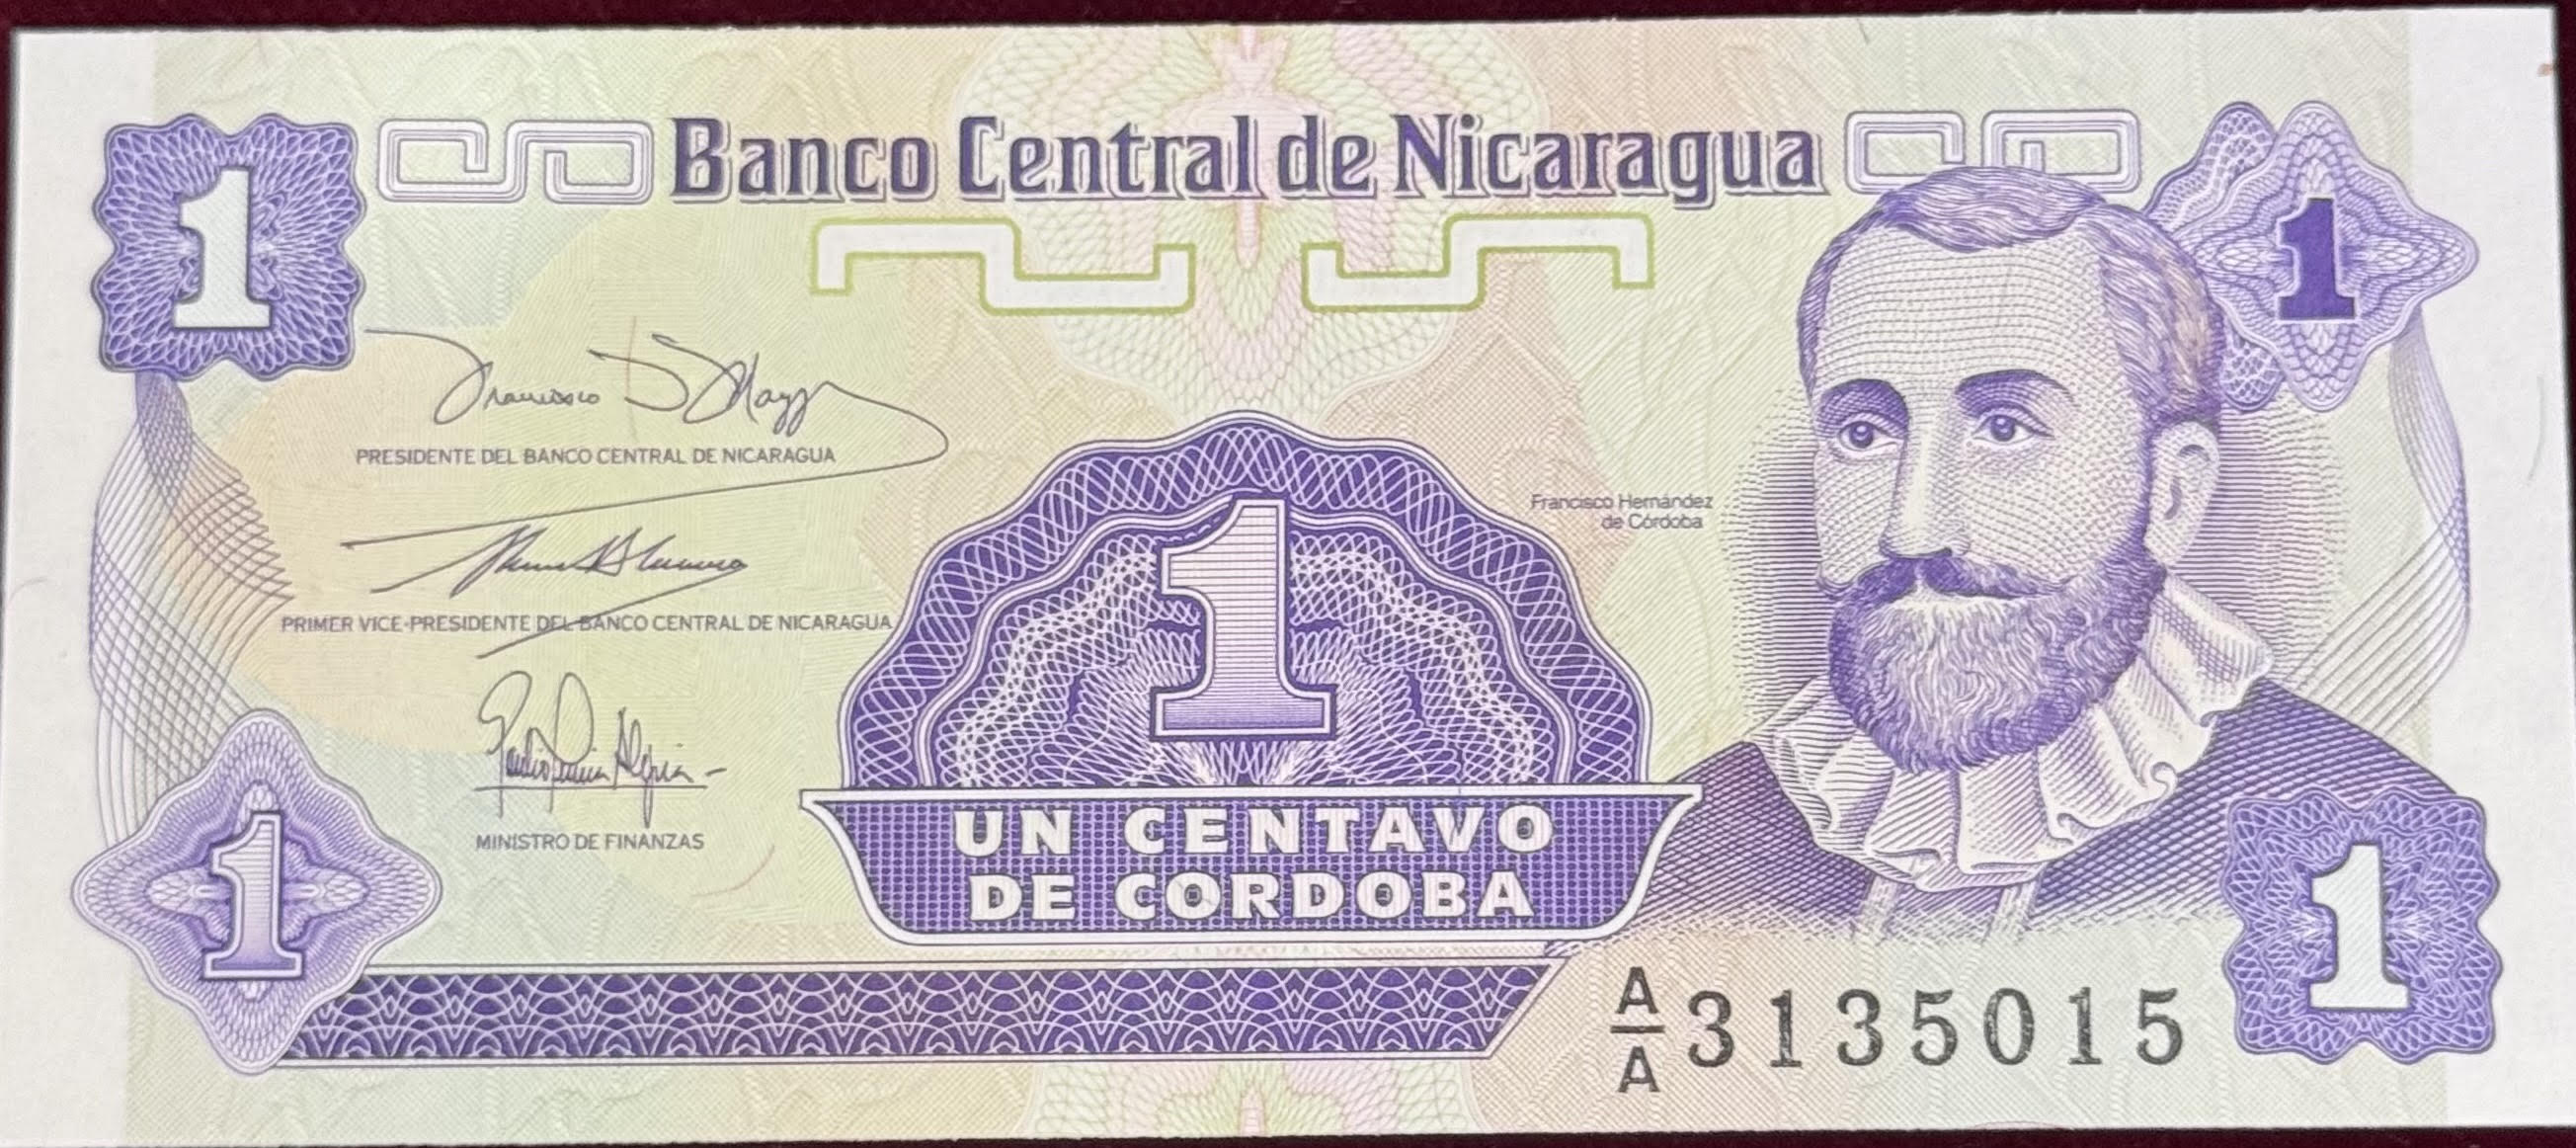 1
Banco Central de Nicaragua
1
Francisco
PRESIDENTE DEL BANCO CENTRAL DE NICARAGUA
PRIMER VICE-PRESIDENTE DEL BANCO CENTRAL DE NICARAGUA
MINISTRO DE FINANZAS
Francisco Hernández
de Córdoba
1
UN CENTAVO
DE CORDOBA
1
1
A/A 3135015